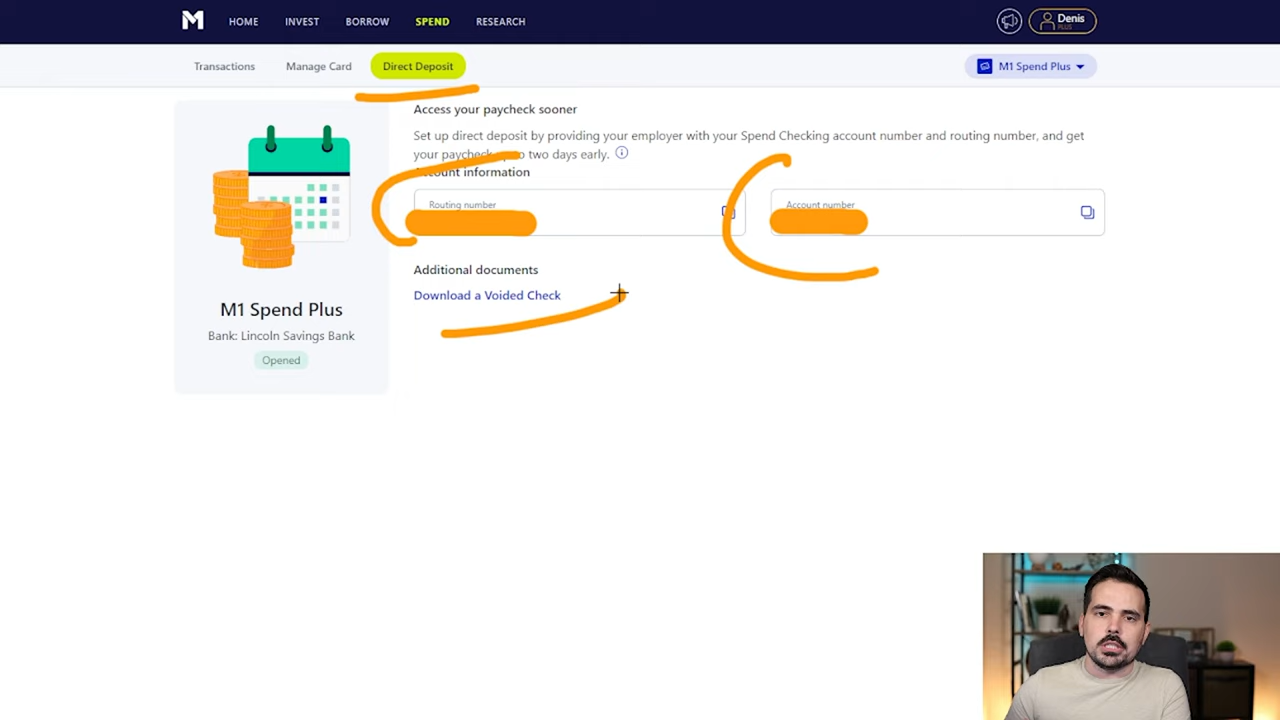 M HOME INVEST BORROW SPEND RESEARCH Denis
PLUS
Transactions Manage Card Direct Deposit M1 Spend Plus
Access your paycheck sooner
Set up direct deposit by providing your employer with your Spend Checking account number and routing number, and get
your paycheck two days early.
Account information
Routing number Account number
Additional documents
Download a Voided Check
M1 Spend Plus
Bank: Lincoln Savings Bank
Opened